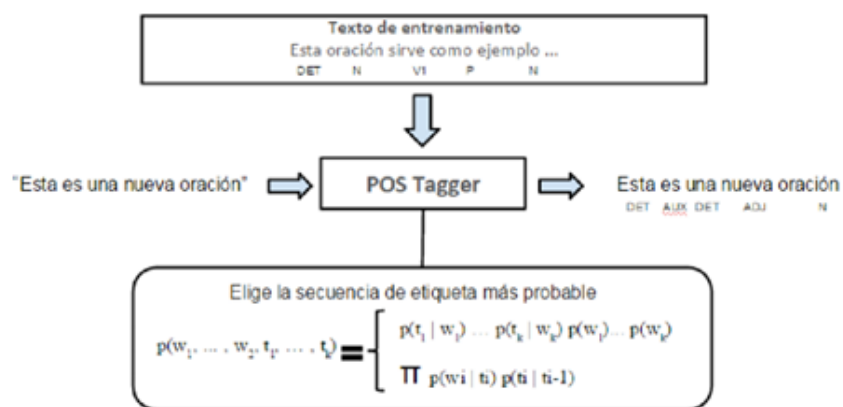 Texto de entrenamiento
Esta oración sirve como ejemplo ...
DET N V1 P N
"Esta es una nueva oración"
POS Tagger
Esta es una nueva oración
DET AUX DET ADJ N
Elige la secuencia de etiqueta más probable
p(w₁, ... , w₂, t₁, ... , tₖ) =
p(t₁ | w₁) ... p(tₖ | wₖ) p(w₁)... p(wₖ)
π p(wi | ti) p(ti | ti-1)